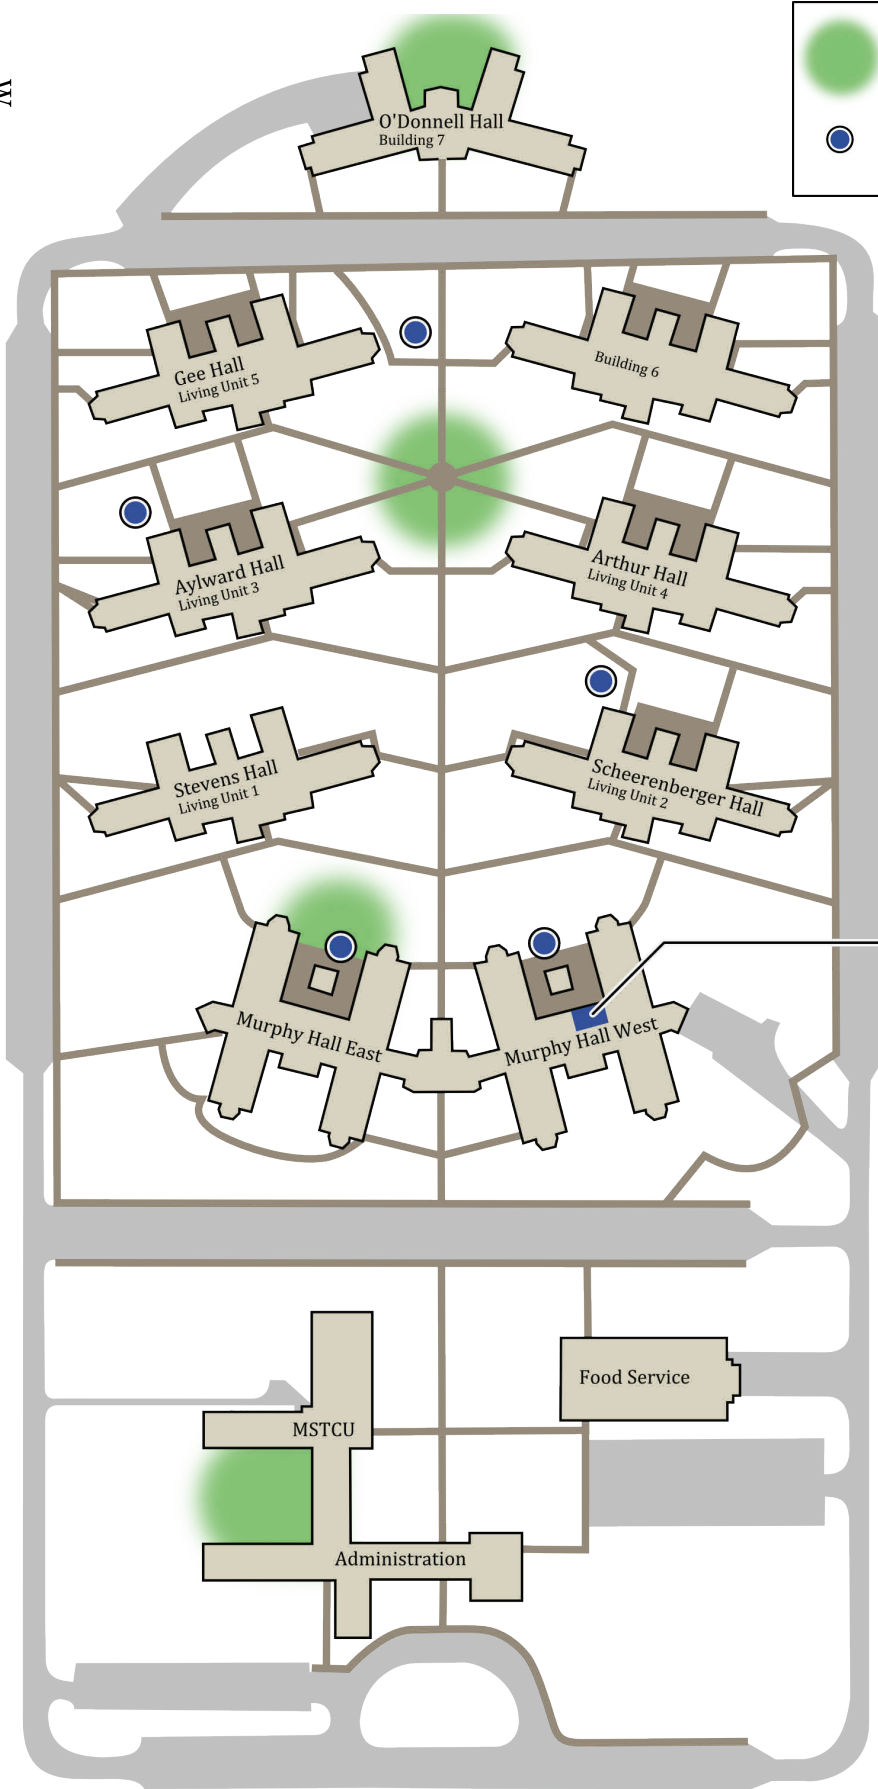 W
O'Donnell Hall
Building 7
Gee Hall
Living Unit 5
Building 6
Aylward Hall
Living Unit 3
Arthur Hall
Living Unit 4
Stevens Hall
Living Unit 1
Scheerenberger Hall
Living Unit 2
Murphy Hall East
Murphy Hall West
Food Service
MSTCU
Administration